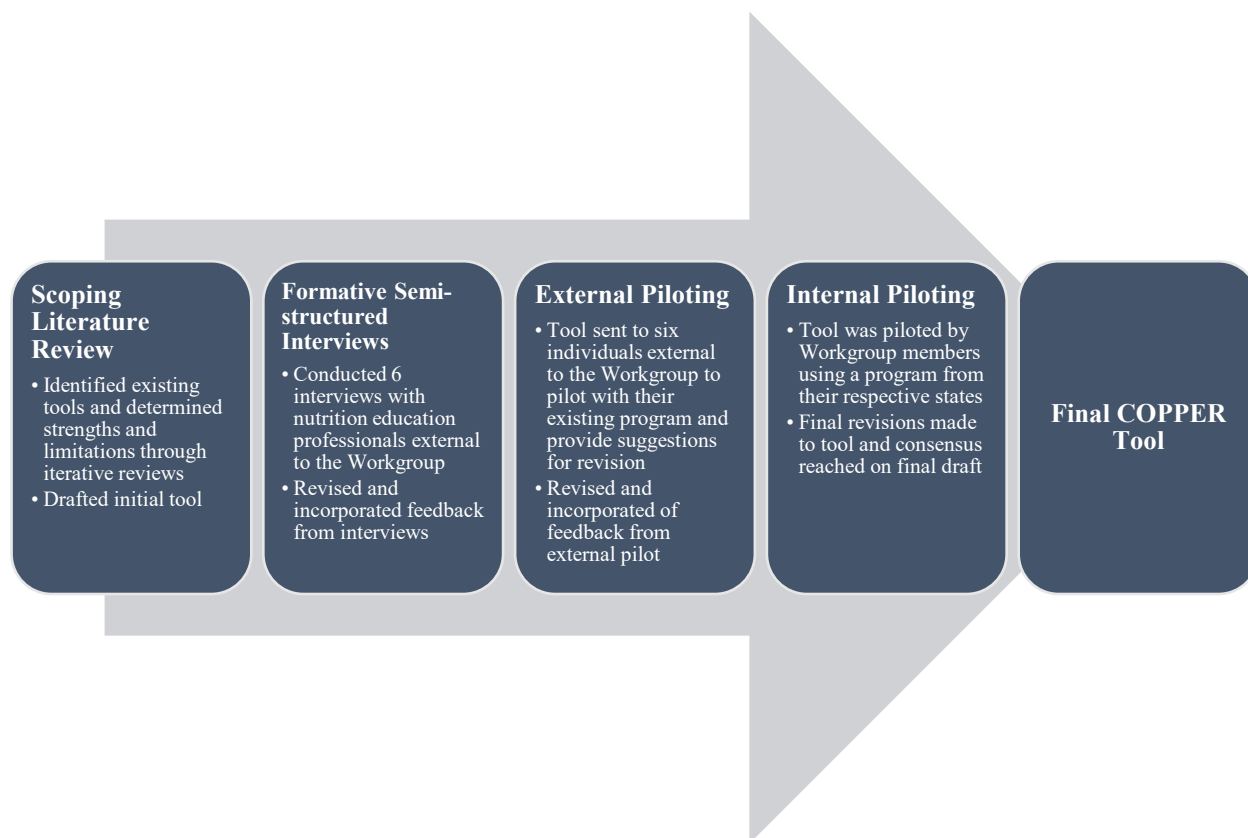 Scoping
Literature
Review
• Identified existing
tools and determined
strengths and
limitations through
iterative reviews
• Drafted initial tool
Formative Semi-
structured
Interviews
• Conducted 6
interviews with
nutrition education
professionals external
to the Workgroup
• Revised and
incorporated feedback
from interviews
External Piloting
• Tool sent to six
individuals external
to the Workgroup to
pilot with their
existing program and
provide suggestions
for revision
• Revised and
incorporated of
feedback from
external pilot
Internal Piloting
• Tool was piloted by
Workgroup members
using a program from
their respective states
• Final revisions made
to tool and consensus
reached on final draft
Final COPPER
Tool